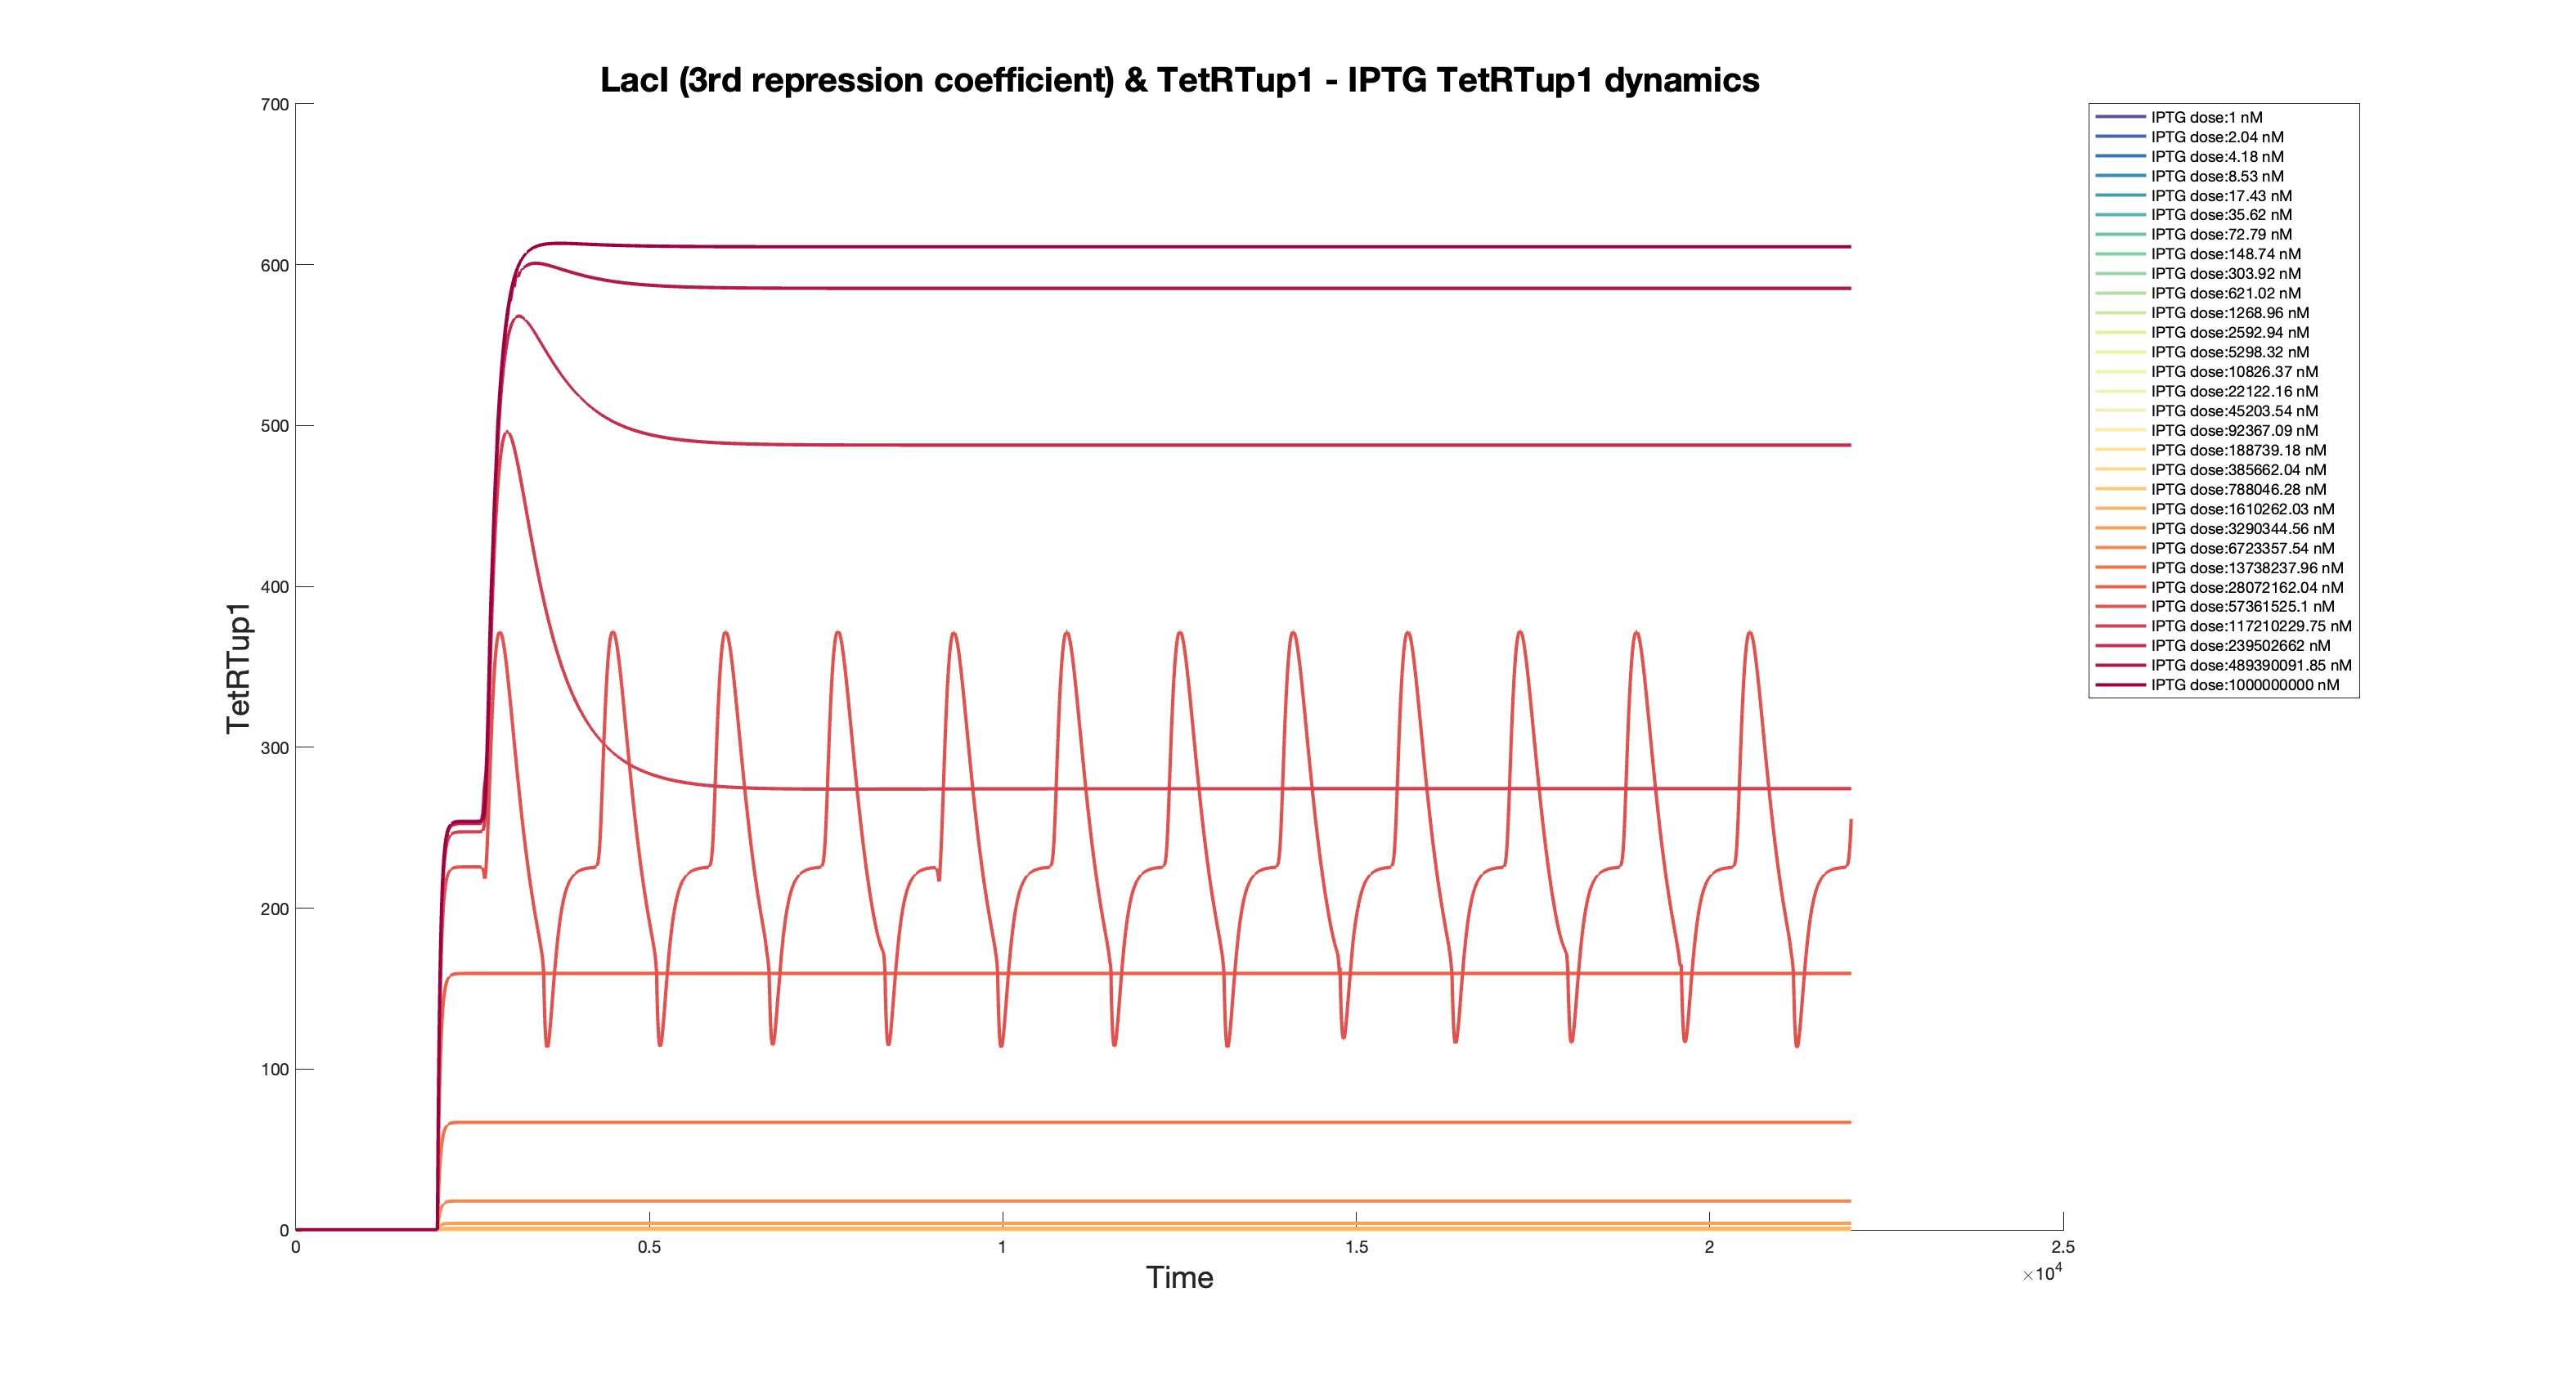 LacI (3rd repression coefficient) & TetRTup1 - IPTG TetRTup1 dynamics
700
600
500
400
300
200
100
0
TetRTup1
0
0.5
1
1.5
2
2.5
×10^4
Time
IPTG dose:1 nM
IPTG dose:2.04 nM
IPTG dose:4.18 nM
IPTG dose:8.53 nM
IPTG dose:17.43 nM
IPTG dose:35.62 nM
IPTG dose:72.79 nM
IPTG dose:148.74 nM
IPTG dose:303.92 nM
IPTG dose:621.02 nM
IPTG dose:1268.96 nM
IPTG dose:2592.94 nM
IPTG dose:5298.32 nM
IPTG dose:10826.37 nM
IPTG dose:22122.16 nM
IPTG dose:45203.54 nM
IPTG dose:92367.09 nM
IPTG dose:188739.18 nM
IPTG dose:385662.04 nM
IPTG dose:788046.28 nM
IPTG dose:1610262.03 nM
IPTG dose:3290344.56 nM
IPTG dose:6723357.54 nM
IPTG dose:13738237.96 nM
IPTG dose:28072162.04 nM
IPTG dose:57361525.1 nM
IPTG dose:117210229.75 nM
IPTG dose:239502662 nM
IPTG dose:489390091.85 nM
IPTG dose:1000000000 nM